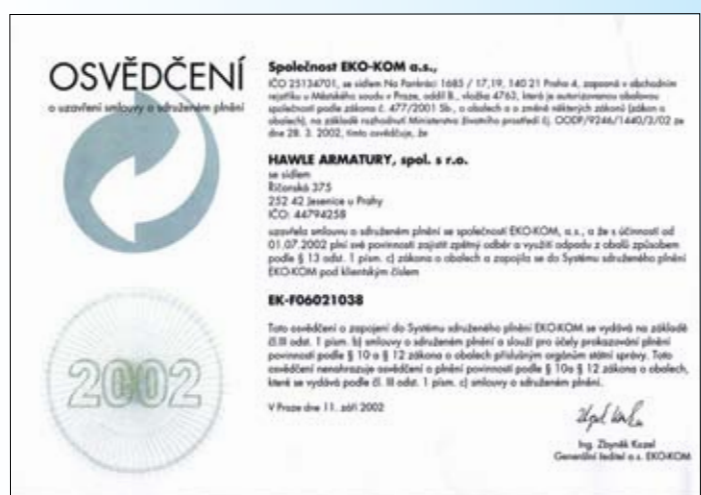 OSVĚDČENÍ
o uzavření smlouvy o sdruženém plnění
2002
Společnost EKO-KOM a.s.,
IČO 25134701, se sídlem Na Pankráci 1685 / 17,19, 140 21 Praha 4, zapsaná v obchodním
rejstříku u Městského soudu v Praze, oddíl B., vložka 4763, která je autorizovanou obalovou
společností podle zákona č. 477/2001 Sb., o obalech a o změně některých zákonů (zákon o
obalech), na základě rozhodnutí Ministerstva životního prostředí čj. OODP/9246/1440/3/02 ze
dne 28. 3. 2002, tímto osvědčuje, že
HAWLE ARMATURY, spol. s r.o.
se sídlem
Říčanská 375
252 42 Jesenice u Prahy
IČO: 44794258
uzavřela smlouvu o sdruženém plnění se společností EKO-KOM, a.s., a že s účinností od
01.07.2002 plní své povinnosti zajistit zpětný odběr a využití odpadu z obalů způsobem
podle § 13 odst. 1 písm. c) zákona o obalech a zapojila se do Systému sdruženého plnění
EKO-KOM pod klientským číslem
EK-F06021038
Toto osvědčení o zapojení do Systému sdruženého plnění EKO-KOM se vydává na základě
čl.III odst. 1 písm. b) smlouvy o sdruženém plnění a slouží pro účely prokazování plnění
povinností podle § 10 a § 12 zákona o obalech příslušným orgánům státní správy. Toto
osvědčení nenahrazuje osvědčení o plnění povinností podle § 10a § 12 zákona o obalech,
které se vydává podle čl. III odst. 1 písm. c) smlouvy o sdruženém plnění.
V Praze dne 11. září 2002
Ing. Zbyněk Kozel
Generální ředitel a.s. EKO-KOM